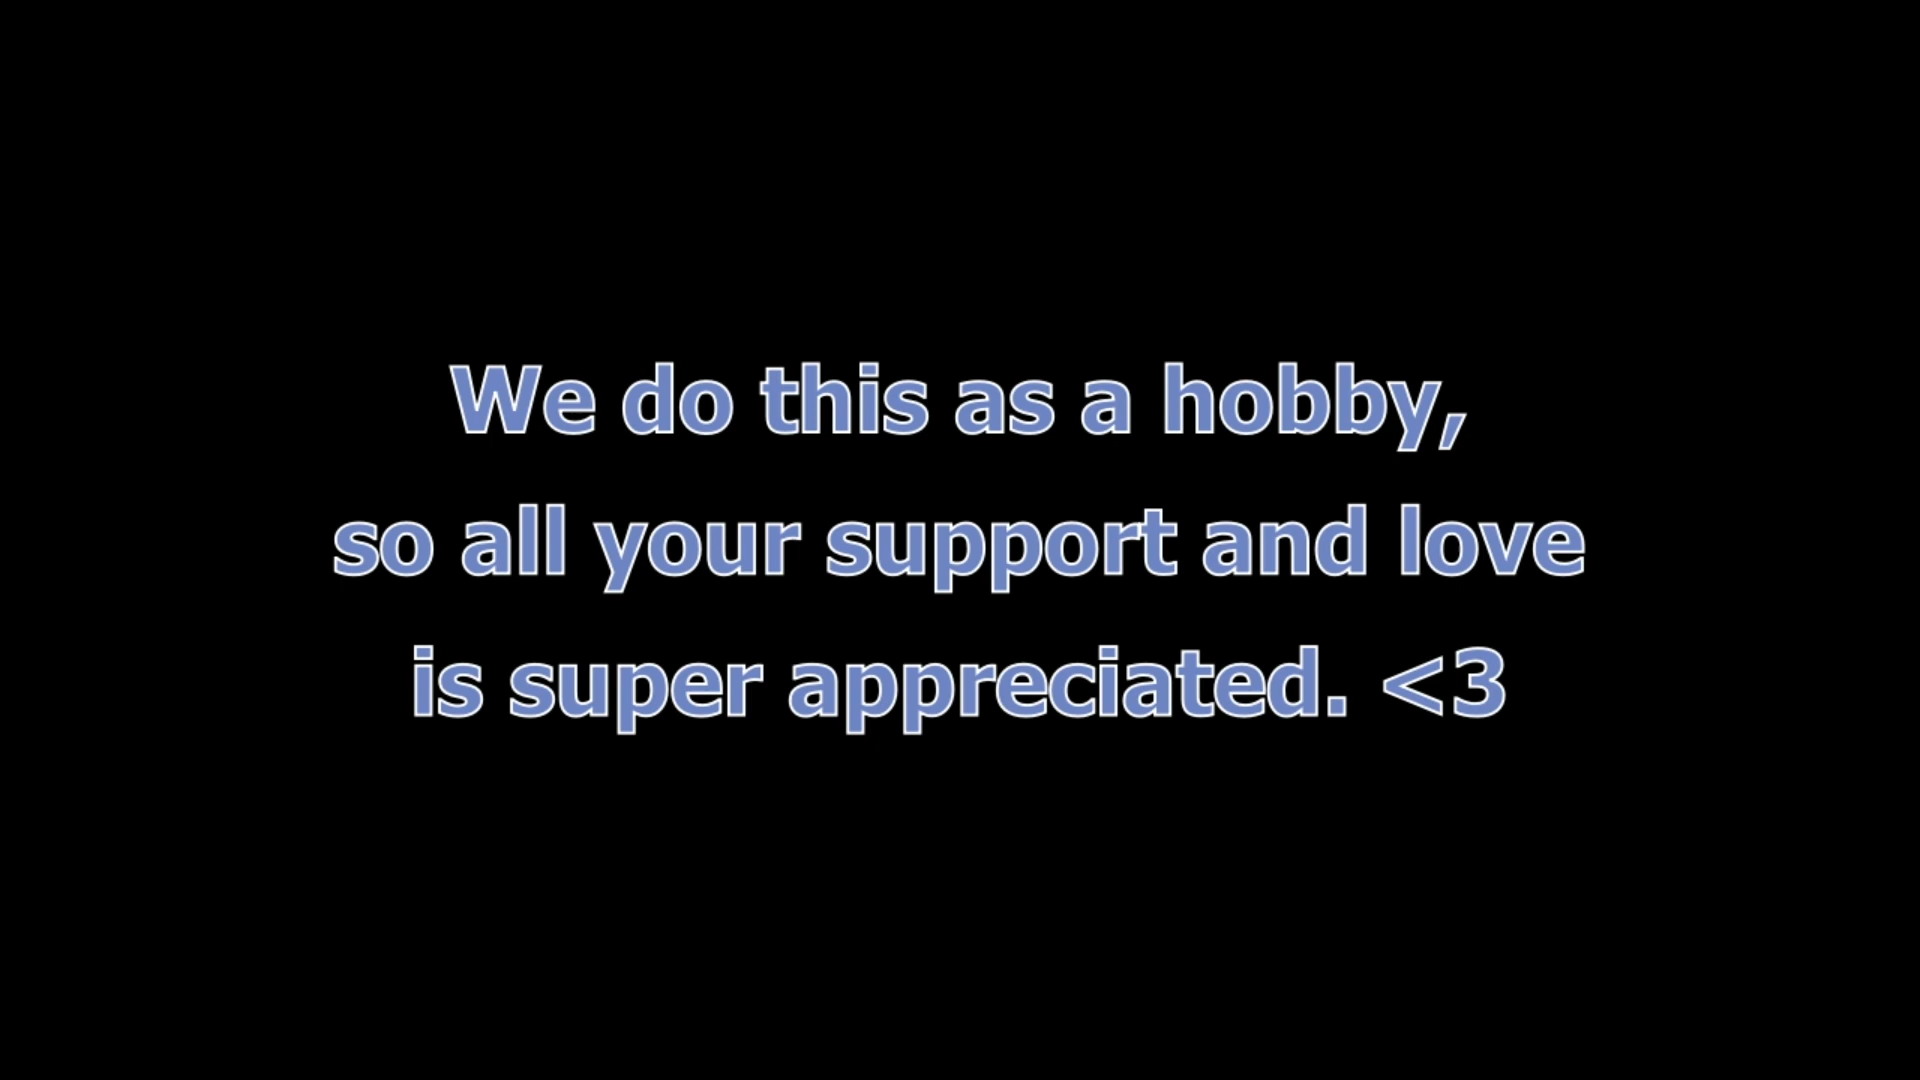 We do this as a hobby,
so all your support and love
is super appreciated. <3